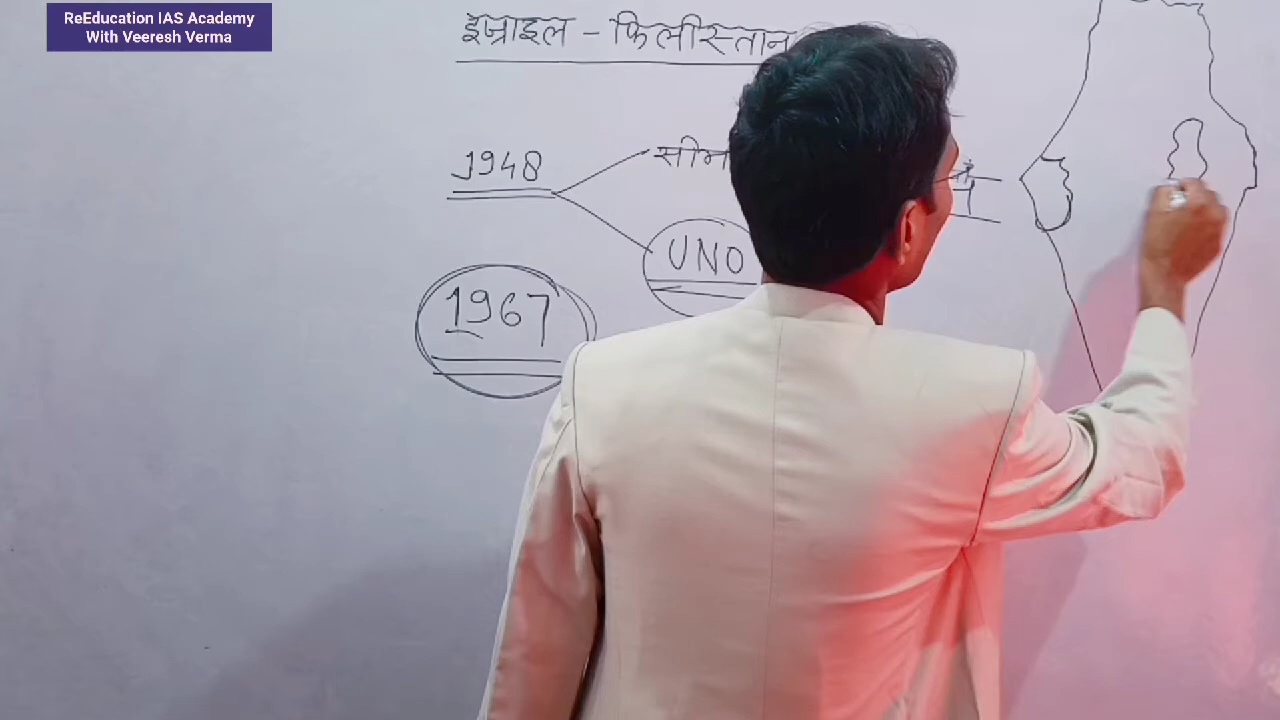 ReEducation IAS Academy
With Veeresh Verma
इज्राइल - फिलीस्तान
1948
UNO
1967